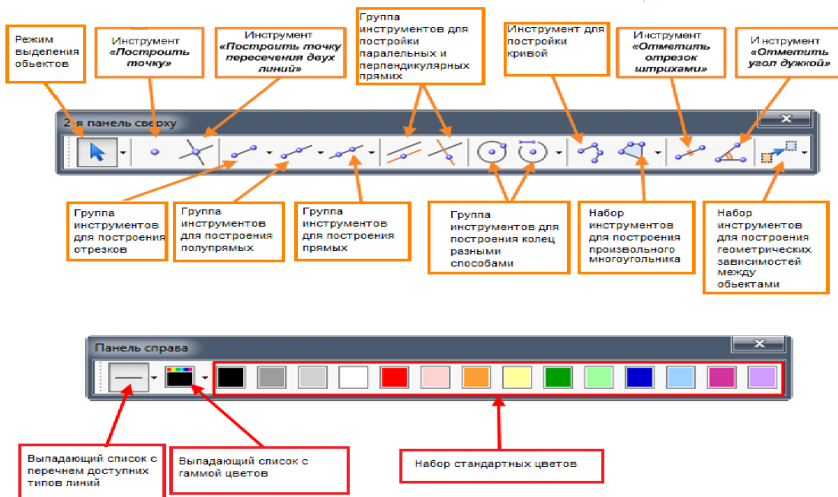 Режим
выделения
обьектов
Инструмент
«Построить
точку»
Инструмент
«Построить точку
пересечения двух
линий»
Группа
инструментов для
постройки
паралельных и
перпендикулярных
прямих
Инструмент для
постройки
кривой
Инструмент
«Отметить
отрезок
штрихами»
Инструмент
«Отметить
угол дужкой»
2-я панель сверху
Группа
инструментов
для построения
отрезков
Группа
инструментов
для построения
полупрямых
Группа
инструментов
для построения
прямых
Группа
инструментов для
построения колец
разными
способами
Набор
инструментов
для построения
произвольного
многоугольника
Набор
инструментов
для построения
геометрических
зависимостей
между
обьектами
Панель справа
Выпадающий список с
перечнем доступних
типов линий
Выпадающий список с
гаммой цветов
Набор стандартных цветов